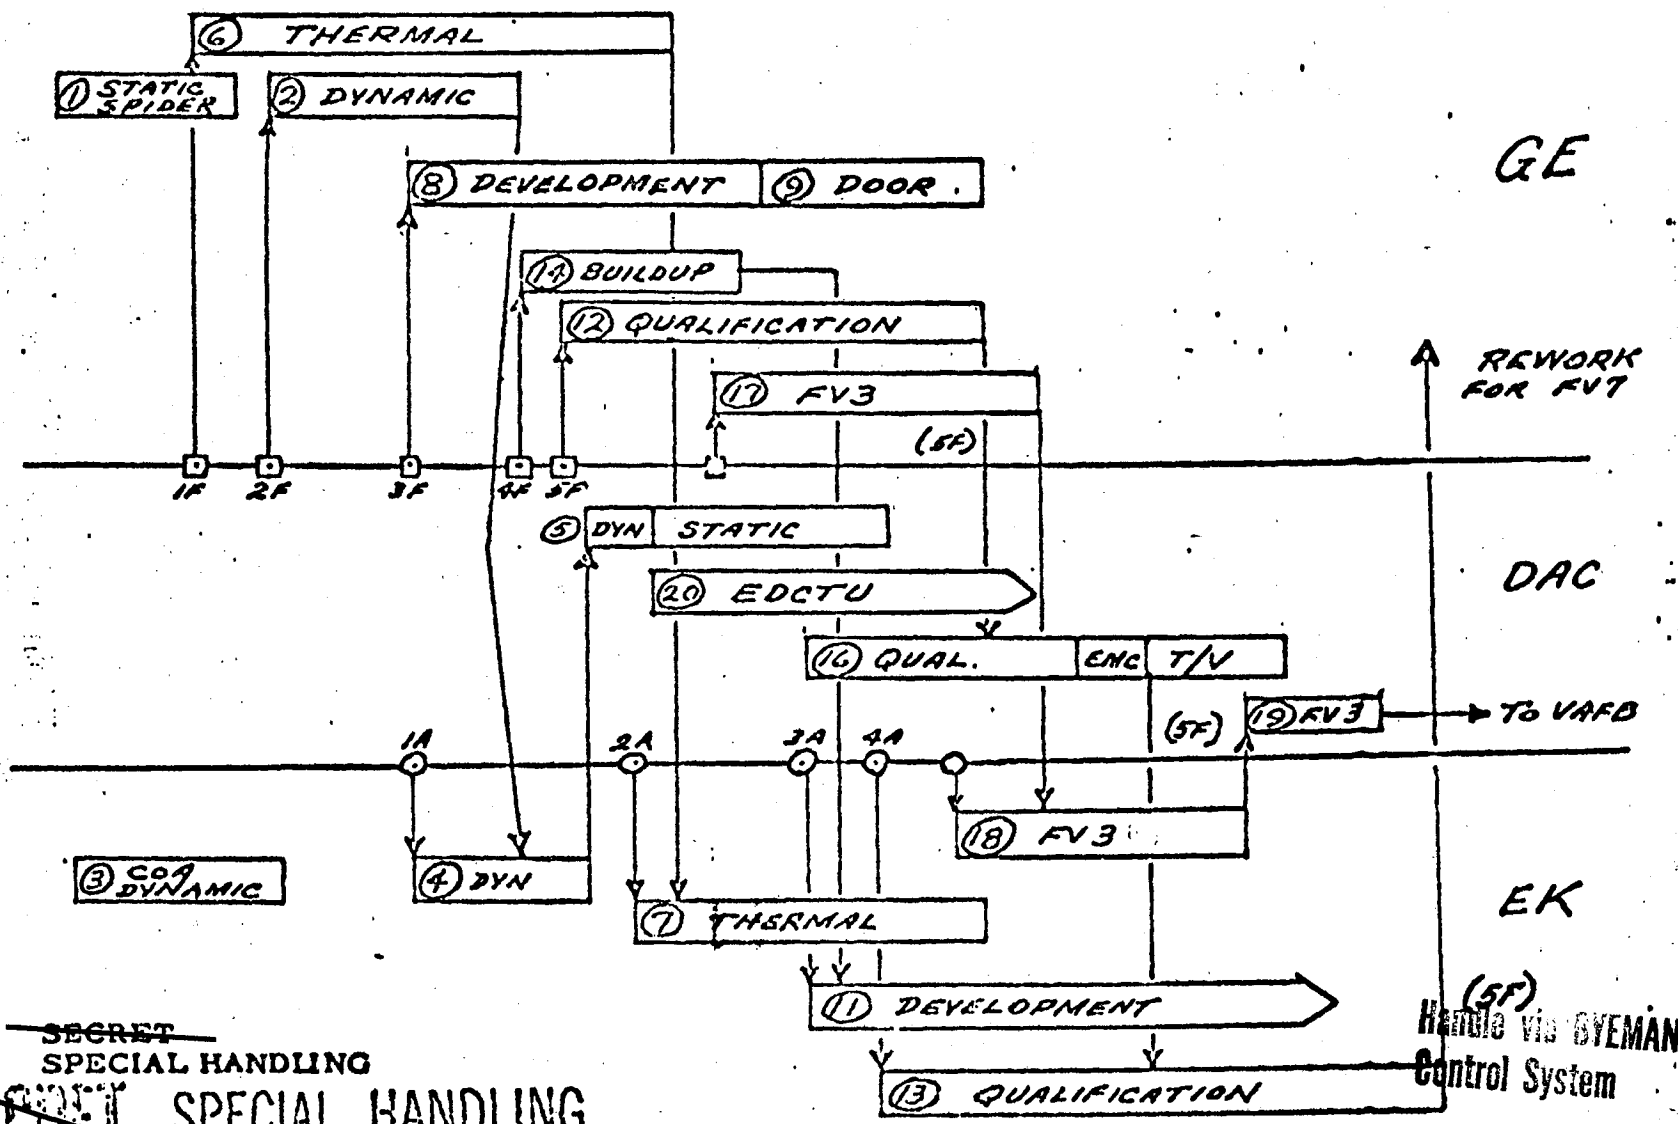 6 THERMAL
1 STATIC
SPIDER
2 DYNAMIC
8 DEVELOPMENT
9 DOOR
GE
14 BUILDUP
12 QUALIFICATION
REWORK
FOR FV7
17 FV3
(5F)
1F 2F 3F 4F 5F
5 DYN STATIC
DAC
20 EDCTU
16 QUAL. EMC T/V
19 FV3
TO VAFB
(5F)
1A 2A 3A 4A
18 FV3
3 COA
DYNAMIC
4 DYN
EK
7 THERMAL
11 DEVELOPMENT
(5F)
Handle via BYEMAN
Control System
13 QUALIFICATION
SECRET
SPECIAL HANDLING
SPECIAL HANDLING